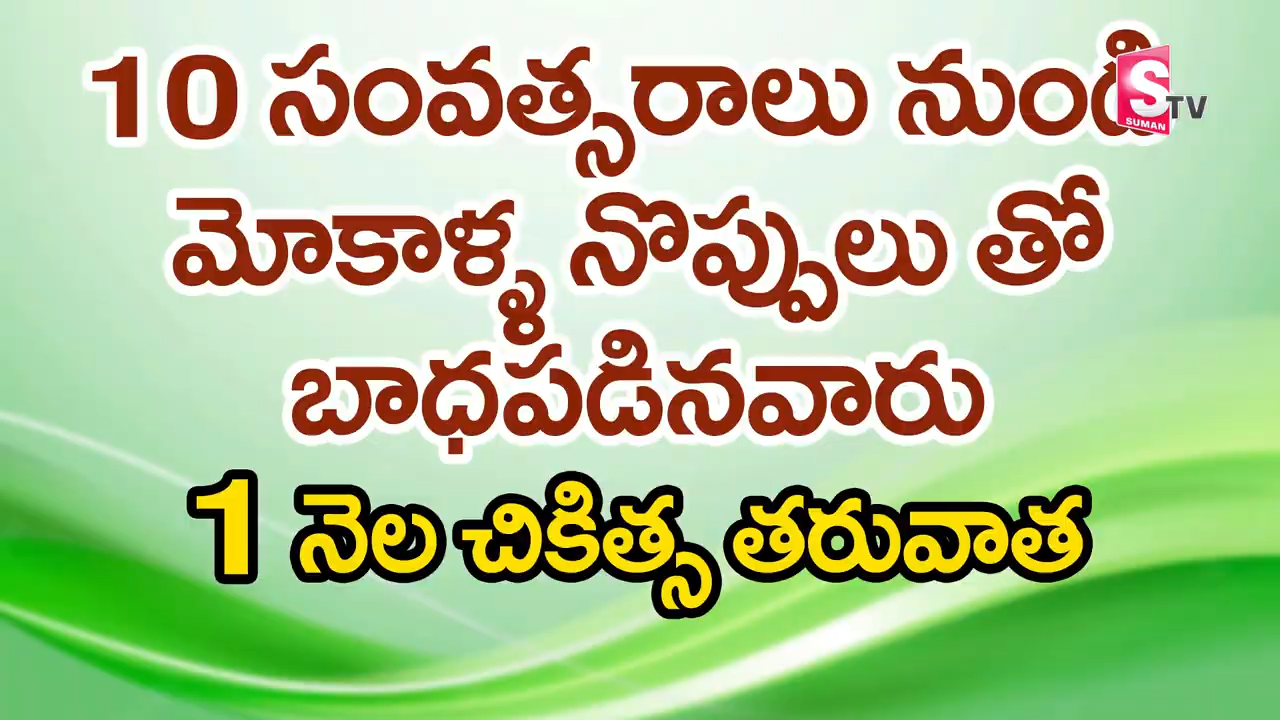 10 సంవత్సరాలు నుండి
మోకాళ్ళ నొప్పులు తో
బాధపడినవారు
1 నెల చికిత్స తరువాత
S TV
SUMAN